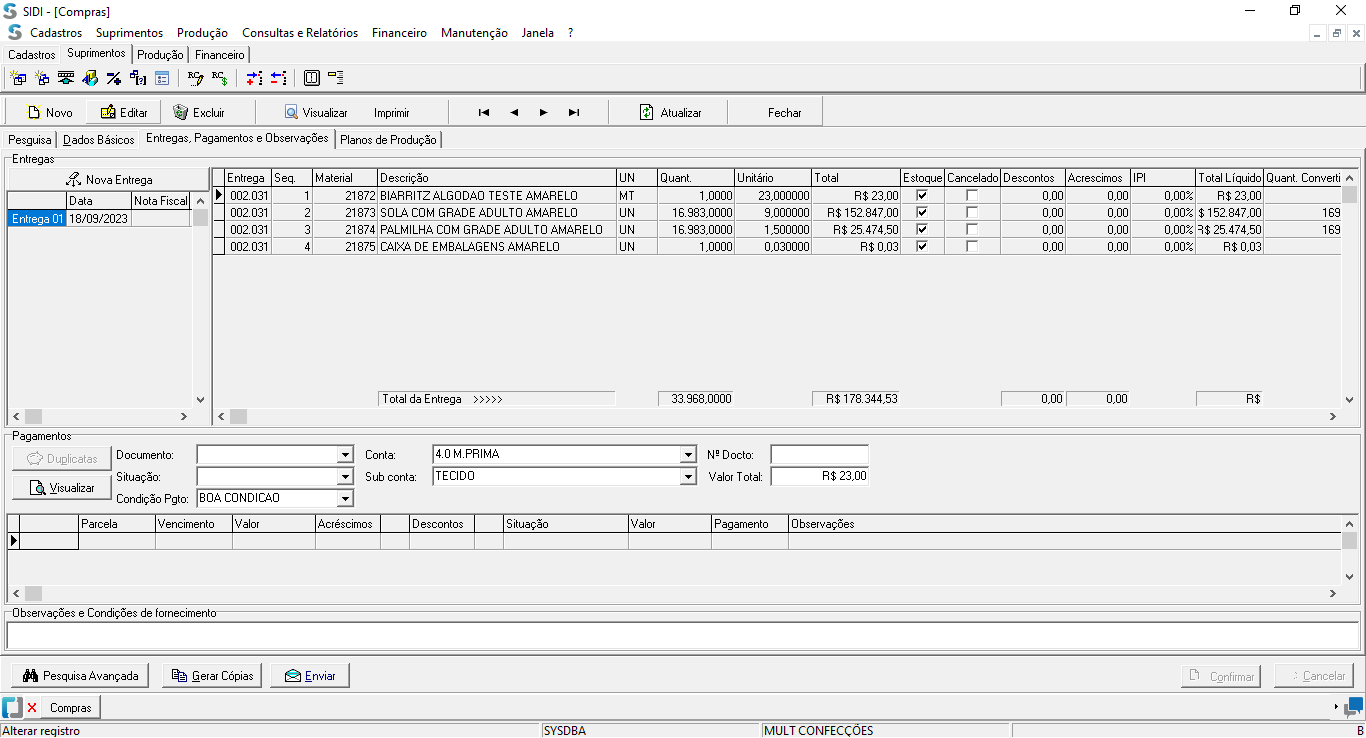 SIDI - [Compras]
Cadastros Suprimentos Produção Consultas e Relatórios Financeiro Manutenção Janela ?
Cadastros Suprimentos Produção Financeiro
Novo Editar Excluir Visualizar Imprimir Atualizar Fechar
Pesquisa Dados Básicos Entregas, Pagamentos e Observações Planos de Produção
Entregas
Nova Entrega
Data Nota Fiscal
Entrega 01 18/09/2023
Entrega Seq. Material Descrição UN Quant. Unitário Total Estoque Cancelado Descontos Acrescimos IPI Total Líquido Quant. Converti
002.031 1 21872 BIARRITZ ALGODAO TESTE AMARELO MT 1,0000 23,000000 R$ 23,00 0,00 0,00 0,00% R$ 23,00
002.031 2 21873 SOLA COM GRADE ADULTO AMARELO UN 16.983,0000 9,000000 R$ 152.847,00 0,00 0,00 0,00% $ 152.847,00 169
002.031 3 21874 PALMILHA COM GRADE ADULTO AMARELO UN 16.983,0000 1,500000 R$ 25.474,50 0,00 0,00 0,00% R$ 25.474,50 169
002.031 4 21875 CAIXA DE EMBALAGENS AMARELO UN 1,0000 0,030000 R$ 0,03 0,00 0,00 0,00% R$ 0,03
Total da Entrega >>>>> 33.968,0000 R$ 178.344,53 0,00 0,00 R$
Pagamentos
Duplicatas Documento: Conta: 4.0 M.PRIMA Nº Docto:
Situação: Sub conta: TECIDO Valor Total: R$ 23,00
Visualizar
Condição Pgto: BOA CONDICAO
Parcela Vencimento Valor Acréscimos Descontos Situação Valor Pagamento Observações
Observações e Condições de fornecimento
Pesquisa Avançada Gerar Cópias Enviar Confirmar Cancelar
Compras
Alterar registro SYSDBA MULT CONFECÇÕES B